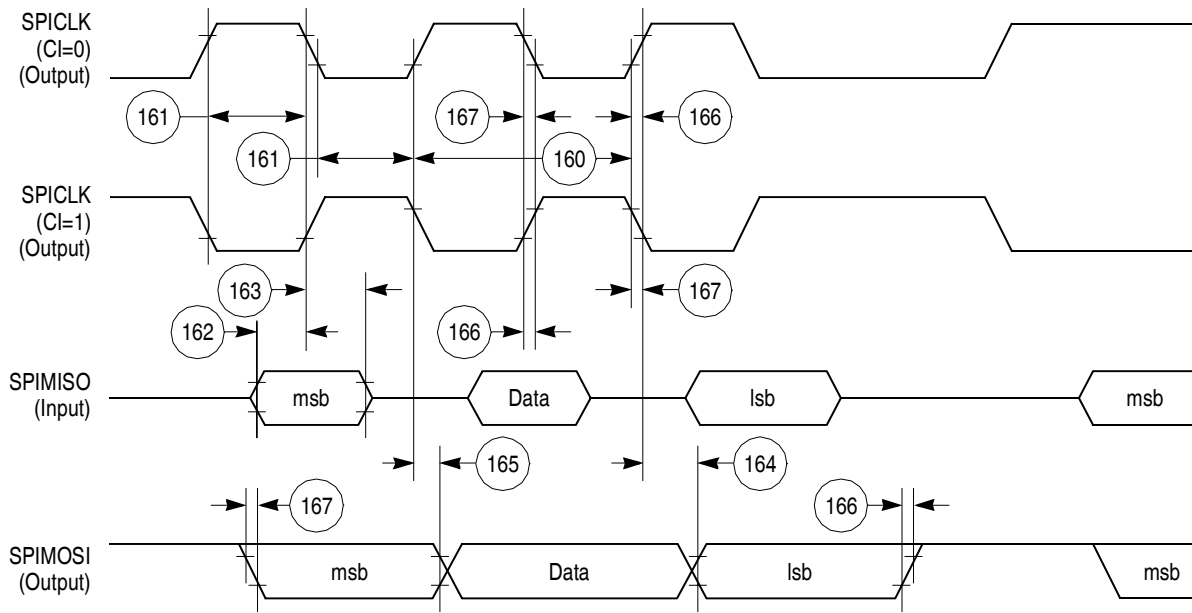 SPICLK
(CI=0)
(Output)
161
167
166
161
160
SPICLK
(CI=1)
(Output)
163
167
162
166
SPIMISO
(Input)
msb
Data
lsb
msb
165
164
167
166
SPIMOSI
(Output)
msb
Data
lsb
msb